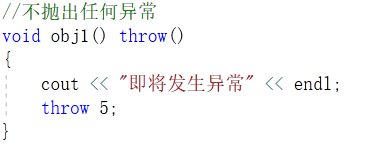 //不抛出任何异常
void obj1() throw()
{
cout << "即将发生异常" << endl;
throw 5;
}